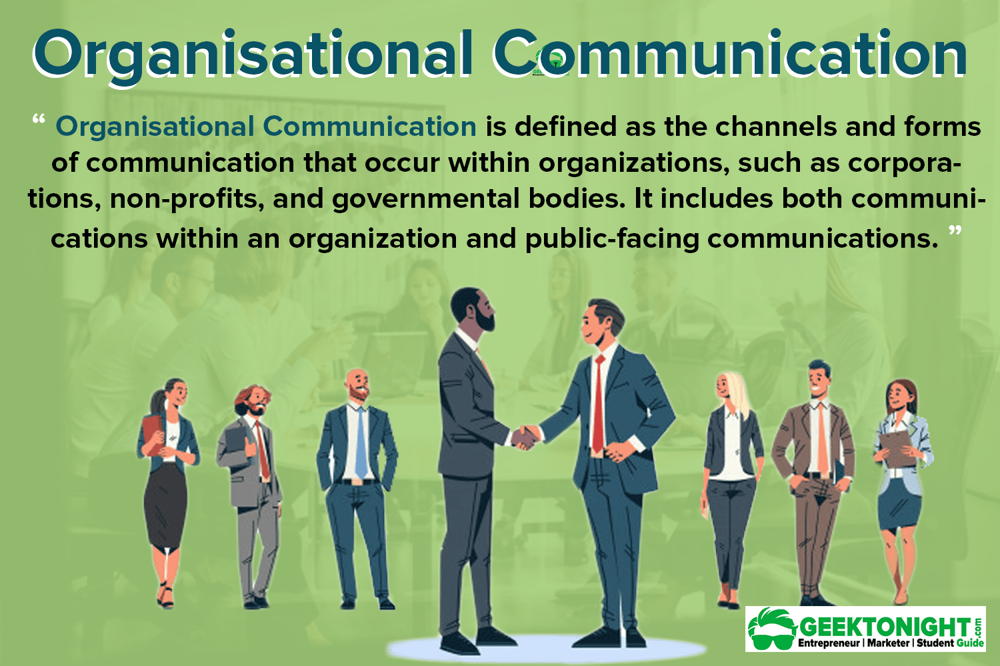 Organisational Communication
“ Organisational Communication is defined as the channels and forms
of communication that occur within organizations, such as corpora-
tions, non-profits, and governmental bodies. It includes both communi-
cations within an organization and public-facing communications. ”
GEEKTONIGHT.com
Entrepreneur | Marketer | Student Guide